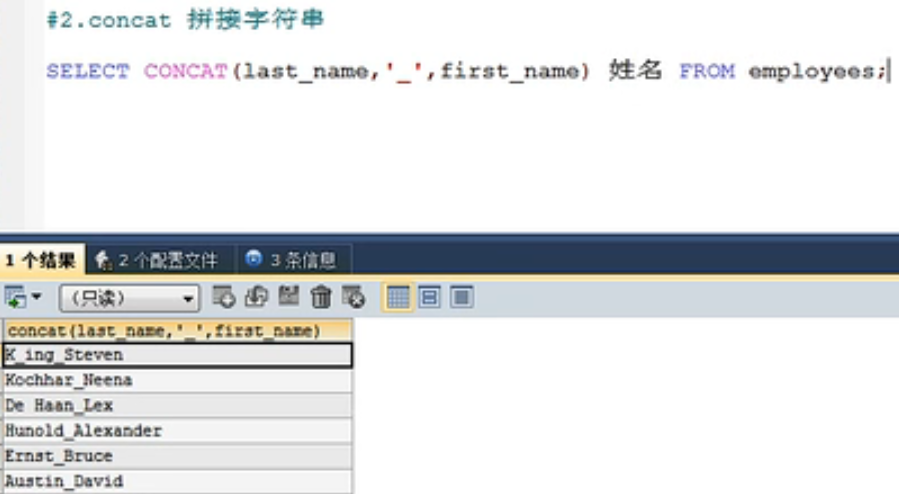 #2.concat 拼接字符串
SELECT CONCAT(last_name,'_',first_name) 姓名 FROM employees;
1 个结果 2 个配置文件 3 条信息
（只读）
concat(last_name,'_',first_name)
K_ing_Steven
Kochhar_Neena
De Haan_Lex
Hunold_Alexander
Ernst_Bruce
Austin_David